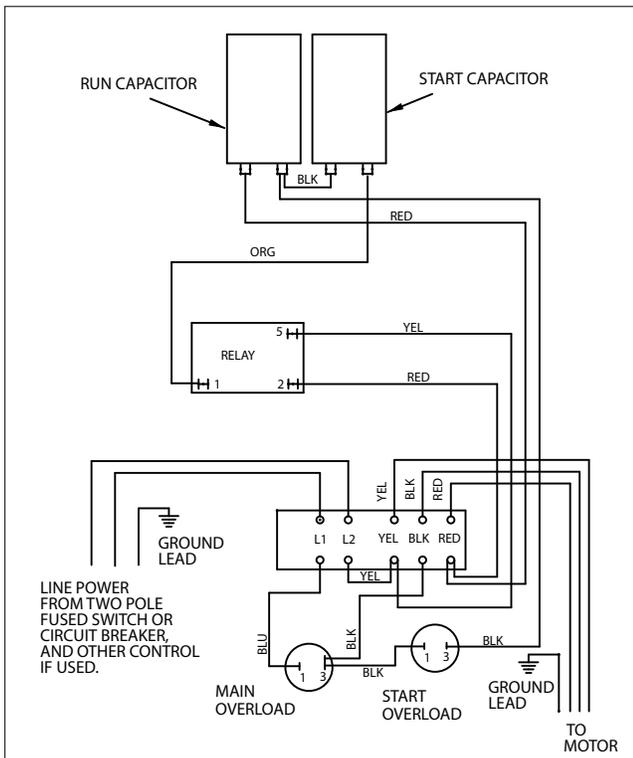 RUN CAPACITOR
START CAPACITOR
BLK
RED
ORG
5
YEL
RELAY
1
2
RED
YEL
BLK
RED
GROUND
LEAD
L1 L2 YEL BLK RED
YEL
LINE POWER
FROM TWO POLE
FUSED SWITCH OR
CIRCUIT BREAKER,
AND OTHER CONTROL
IF USED.
BLU
BLK
BLK
1 3
MAIN
OVERLOAD
1 3
BLK
START
OVERLOAD
GROUND
LEAD
TO
MOTOR